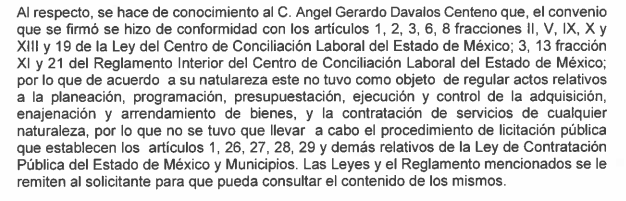 Al respecto, se hace de conocimiento al C. Angel Gerardo Davalos Centeno que, el convenio
que se firmó se hizo de conformidad con los artículos 1, 2, 3, 6, 8 fracciones II, V, IX, X y
XIII y 19 de la Ley del Centro de Conciliación Laboral del Estado de México; 3, 13 fracción
XI y 21 del Reglamento Interior del Centro de Conciliación Laboral del Estado de México;
por lo que de acuerdo a su natulareza este no tuvo como objeto de regular actos relativos
a la planeación, programación, presupuestación, ejecución y control de la adquisición,
enajenación y arrendamiento de bienes, y la contratación de servicios de cualquier
naturaleza, por lo que no se tuvo que llevar a cabo el procedimiento de licitación pública
que establecen los artículos 1, 26, 27, 28, 29 y demás relativos de la Ley de Contratación
Pública del Estado de México y Municipios. Las Leyes y el Reglamento mencionados se le
remiten al solicitante para que pueda consultar el contenido de los mismos.